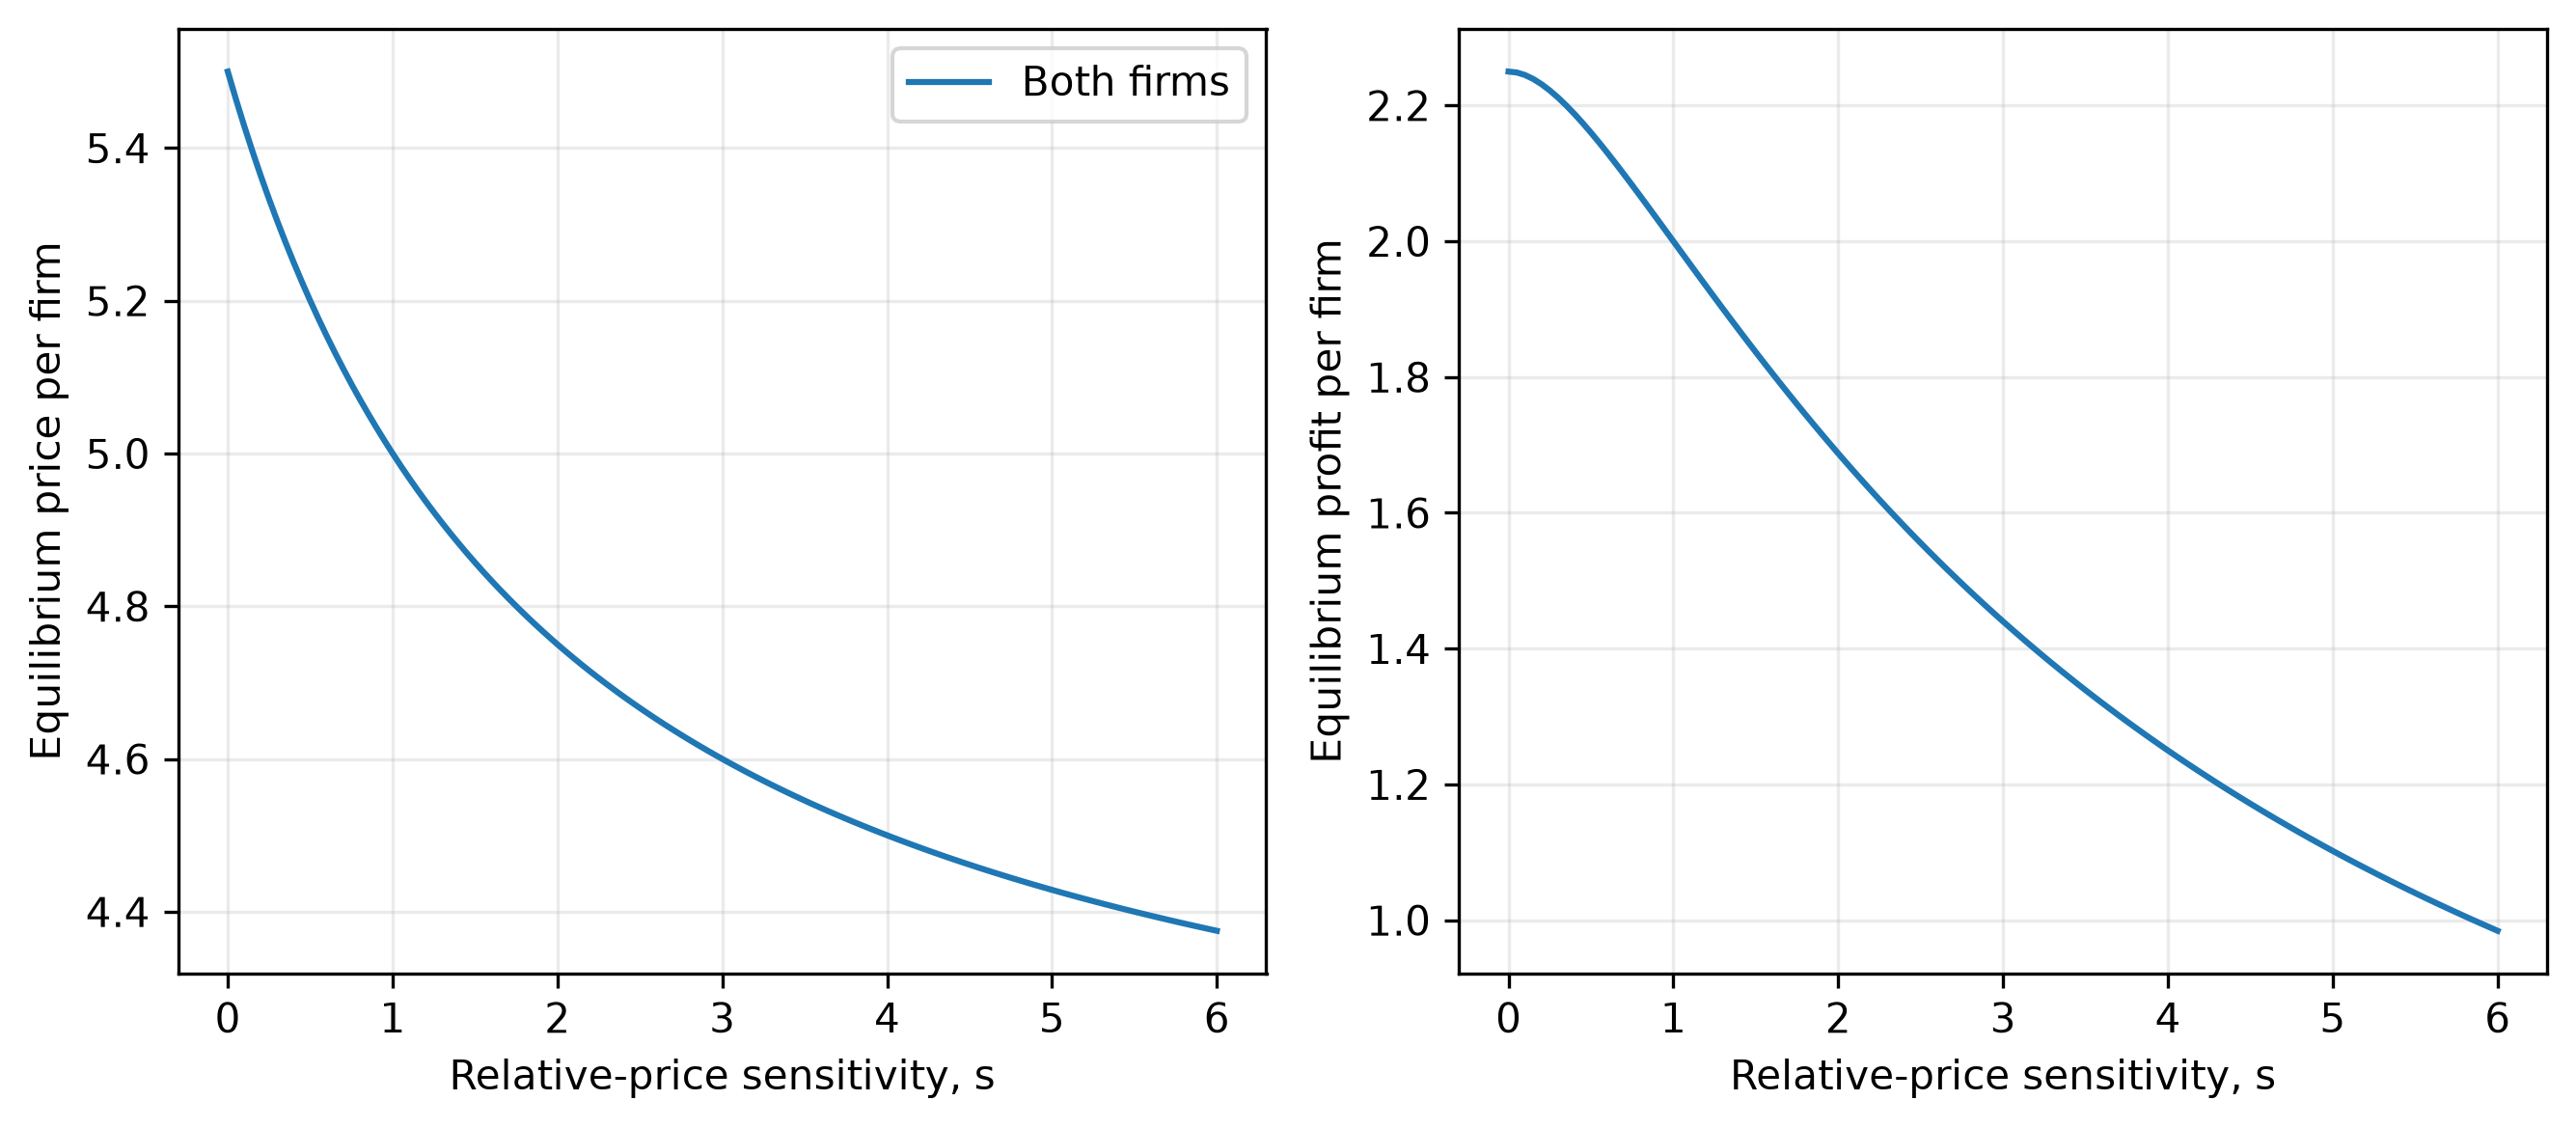 Both firms
Equilibrium price per firm
5.4
5.2
5.0
4.8
4.6
4.4
0 1 2 3 4 5 6
Relative-price sensitivity, s
Equilibrium profit per firm
2.2
2.0
1.8
1.6
1.4
1.2
1.0
0 1 2 3 4 5 6
Relative-price sensitivity, s